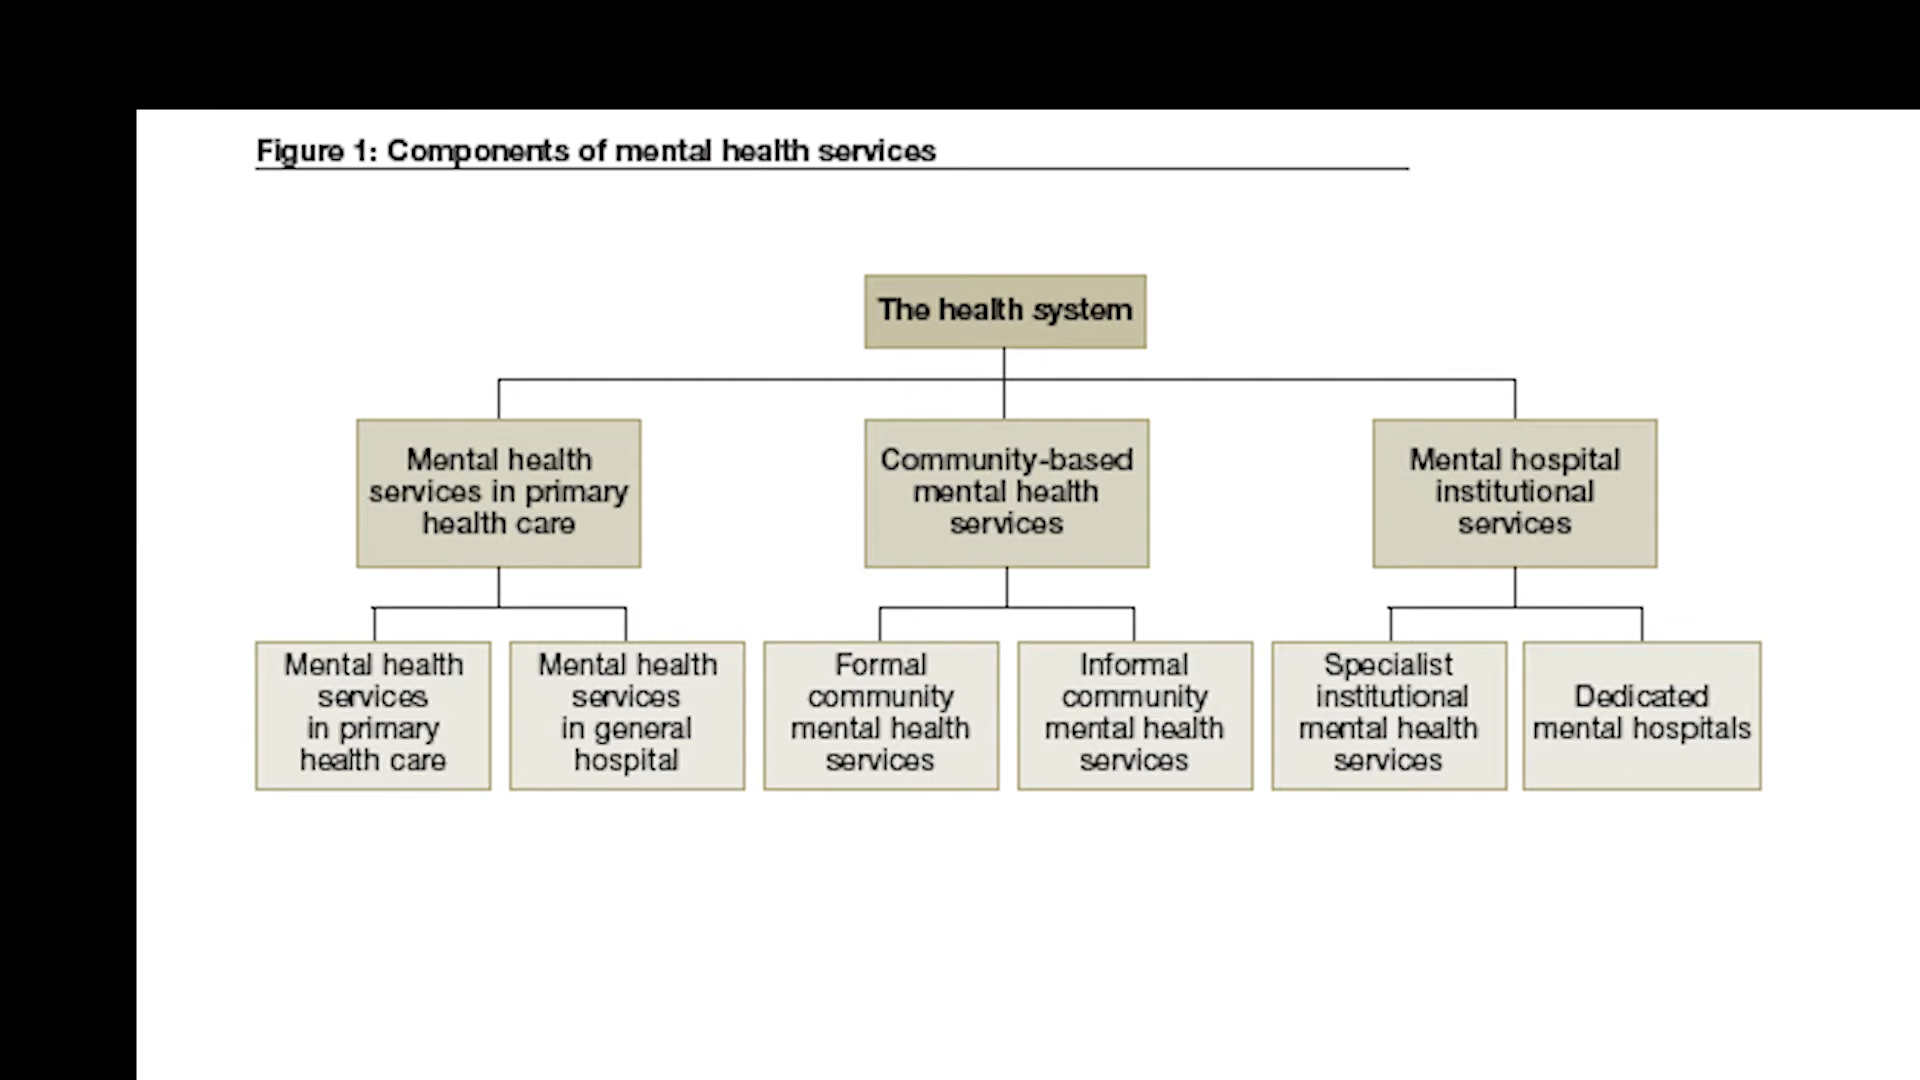 Figure 1: Components of mental health services
The health system
Mental health
services in primary
health care
Community-based
mental health
services
Mental hospital
institutional
services
Mental health
services
in primary
health care
Mental health
services
in general
hospital
Formal
community
mental health
services
Informal
community
mental health
services
Specialist
institutional
mental health
services
Dedicated
mental hospitals